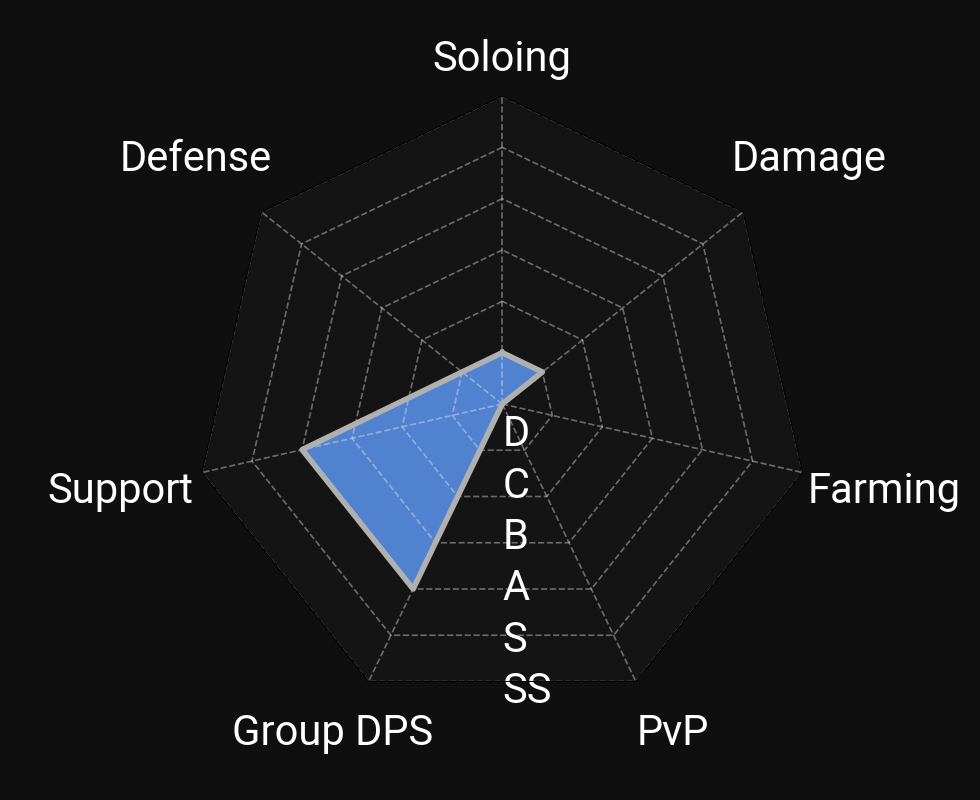 Soloing
Defense
Damage
D
Support
C
Farming
B
A
S
SS
Group DPS
PvP